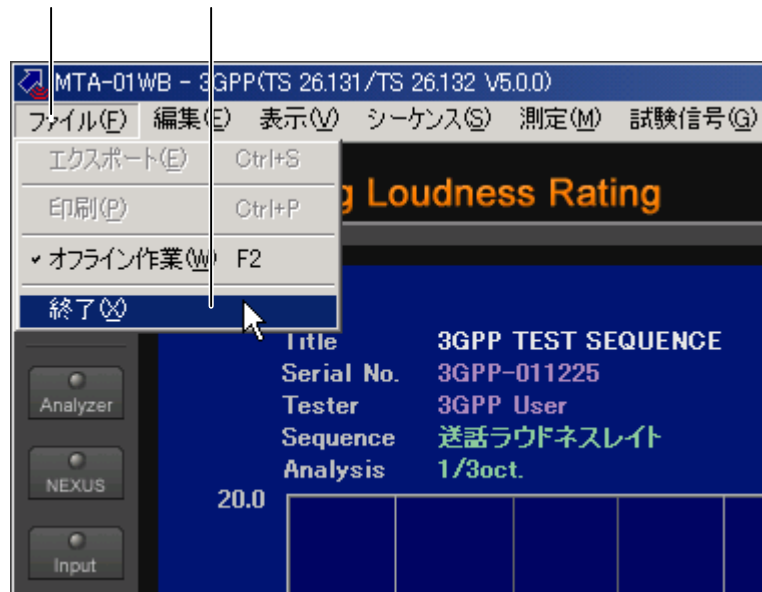 MTA-01WB - 3GPP(TS 26.131/TS 26.132 V5.0.0)
ファイル(F) 編集(E) 表示(V) シーケンス(S) 測定(M) 試験信号(G)
エクスポート(E) Ctrl+S
印刷(P) Ctrl+P
オフライン作業(W) F2
終了(X)
g Loudness Rating
Title 3GPP TEST SEQUENCE
Serial No. 3GPP-011225
Tester 3GPP User
Sequence 送話ラウドネスレイト
Analysis 1/3oct.
20.0
Analyzer
NEXUS
Input